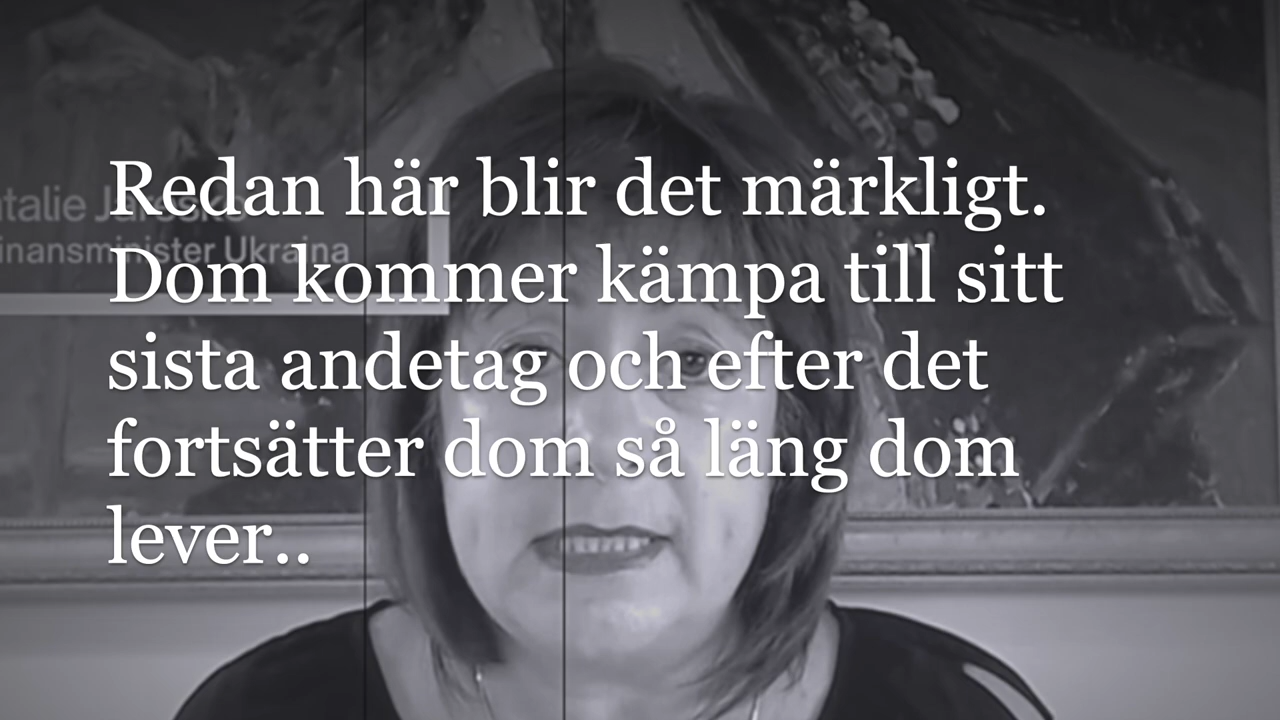 Redan här blir det märkligt.
Dom kommer kämpa till sitt
sista andetag och efter det
fortsätter dom så läng dom
lever..
Ukraina